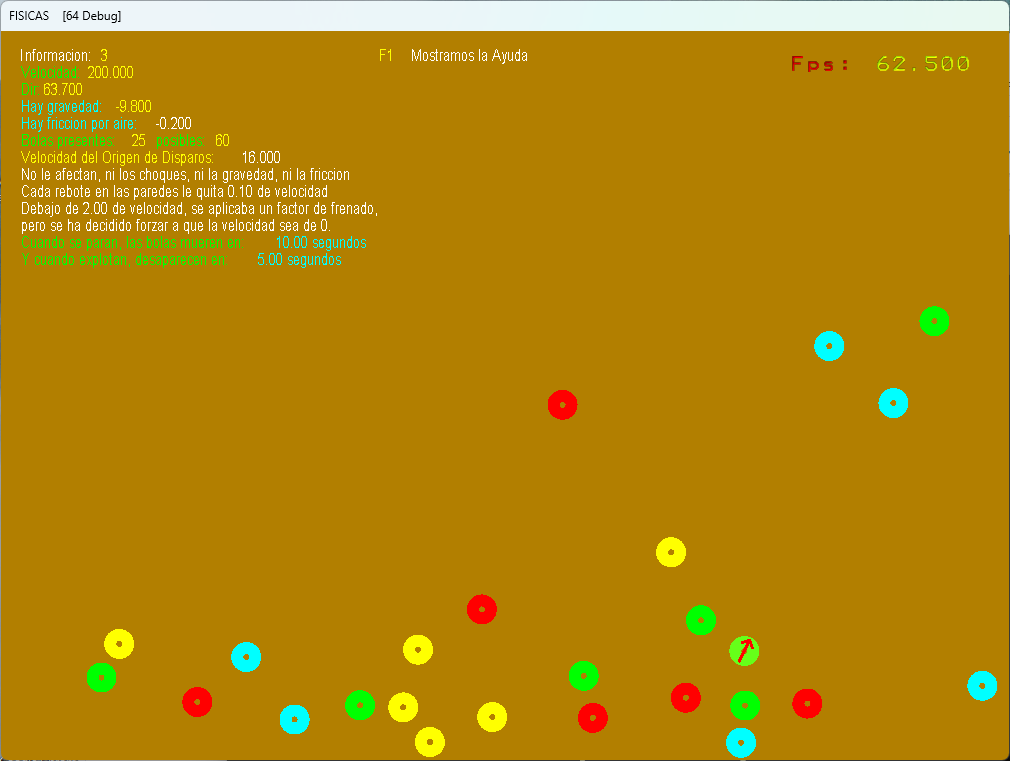 FISICAS [64 Debug]
Informacion: 3
F1 Mostramos la Ayuda
Fps: 62.500
Velocidad: 200.000
Dir: 63.700
Hay gravedad: -9.800
Hay friccion por aire: -0.200
Bolas presentes: 25 posibles: 60
Velocidad del Origen de Disparos: 16.000
No le afectan, ni los choques, ni la gravedad, ni la friccion
Cada rebote en las paredes le quita 0.10 de velocidad
Debajo de 2.00 de velocidad, se aplicaba un factor de frenado,
pero se ha decidido forzar a que la velocidad sea de 0.
Cuando se paran, las bolas mueren en: 10.00 segundos
Y cuando explotan, desaparecen en: 5.00 segundos